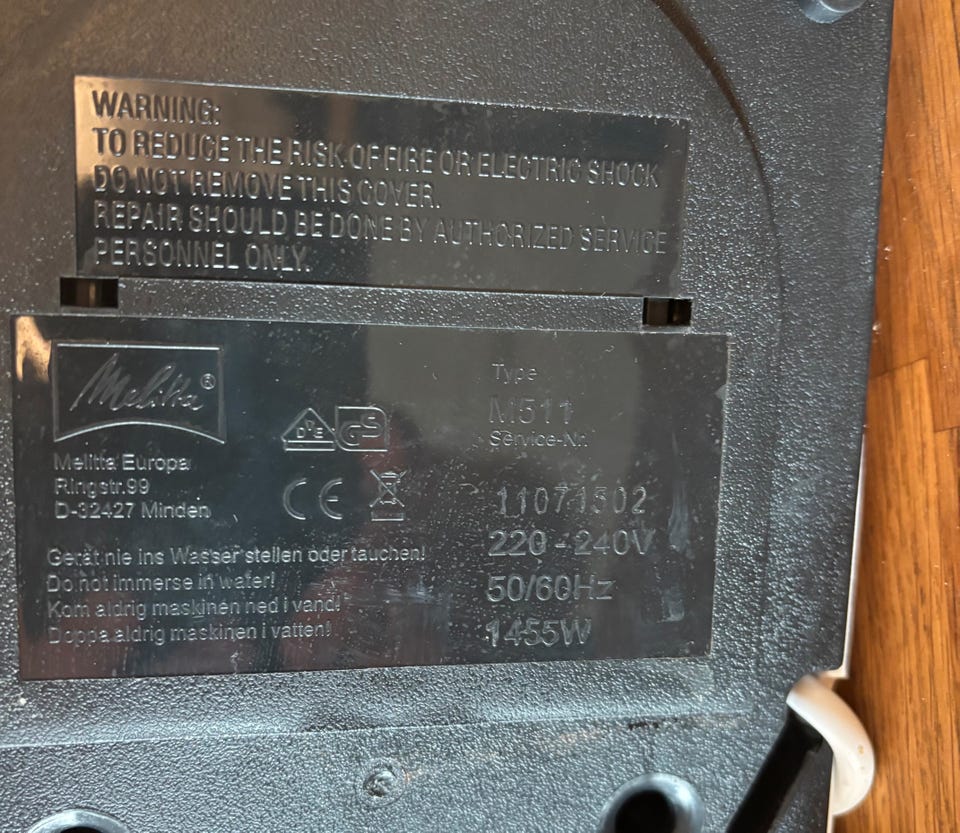 WARNING:
TO REDUCE THE RISK OF FIRE OR ELECTRIC SHOCK
DO NOT REMOVE THIS COVER.
REPAIR SHOULD BE DONE BY AUTHORIZED SERVICE
PERSONNEL ONLY.
Melitta®
Melitta Europa
Ringstr.99
D-32427 Minden
DVE GS
CE
Gerät nie ins Wasser stellen oder tauchen!
Do not immerse in water!
Kom aldrig maskinen ned i vand!
Doppa aldrig maskinen i vatten!
Type
M511
Service-Nr.
11071502
220-240V
50/60Hz
1455W